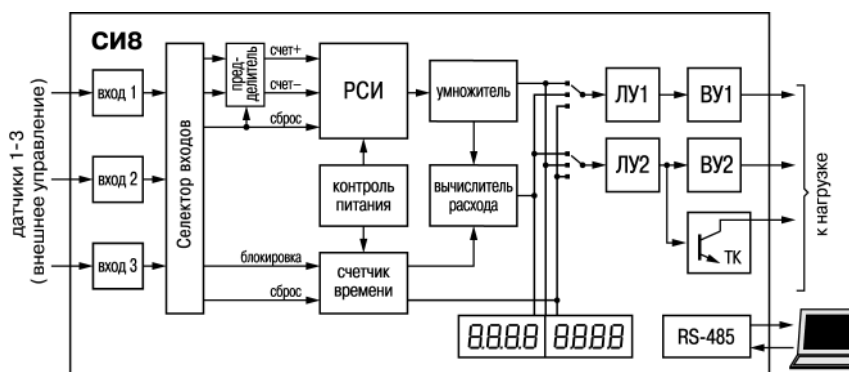 СИ8
датчики 1-3
(внешнее управление)
вход 1
вход 2
вход 3
Селектор входов
пред-
делитель
счет+
счет–
сброс
РСИ
умножитель
контроль
питания
вычислитель
расхода
блокировка
сброс
счетчик
времени
ЛУ1
ВУ1
ЛУ2
ВУ2
ТК
к нагрузке
8.8.8.8 8.8.8.8
RS-485